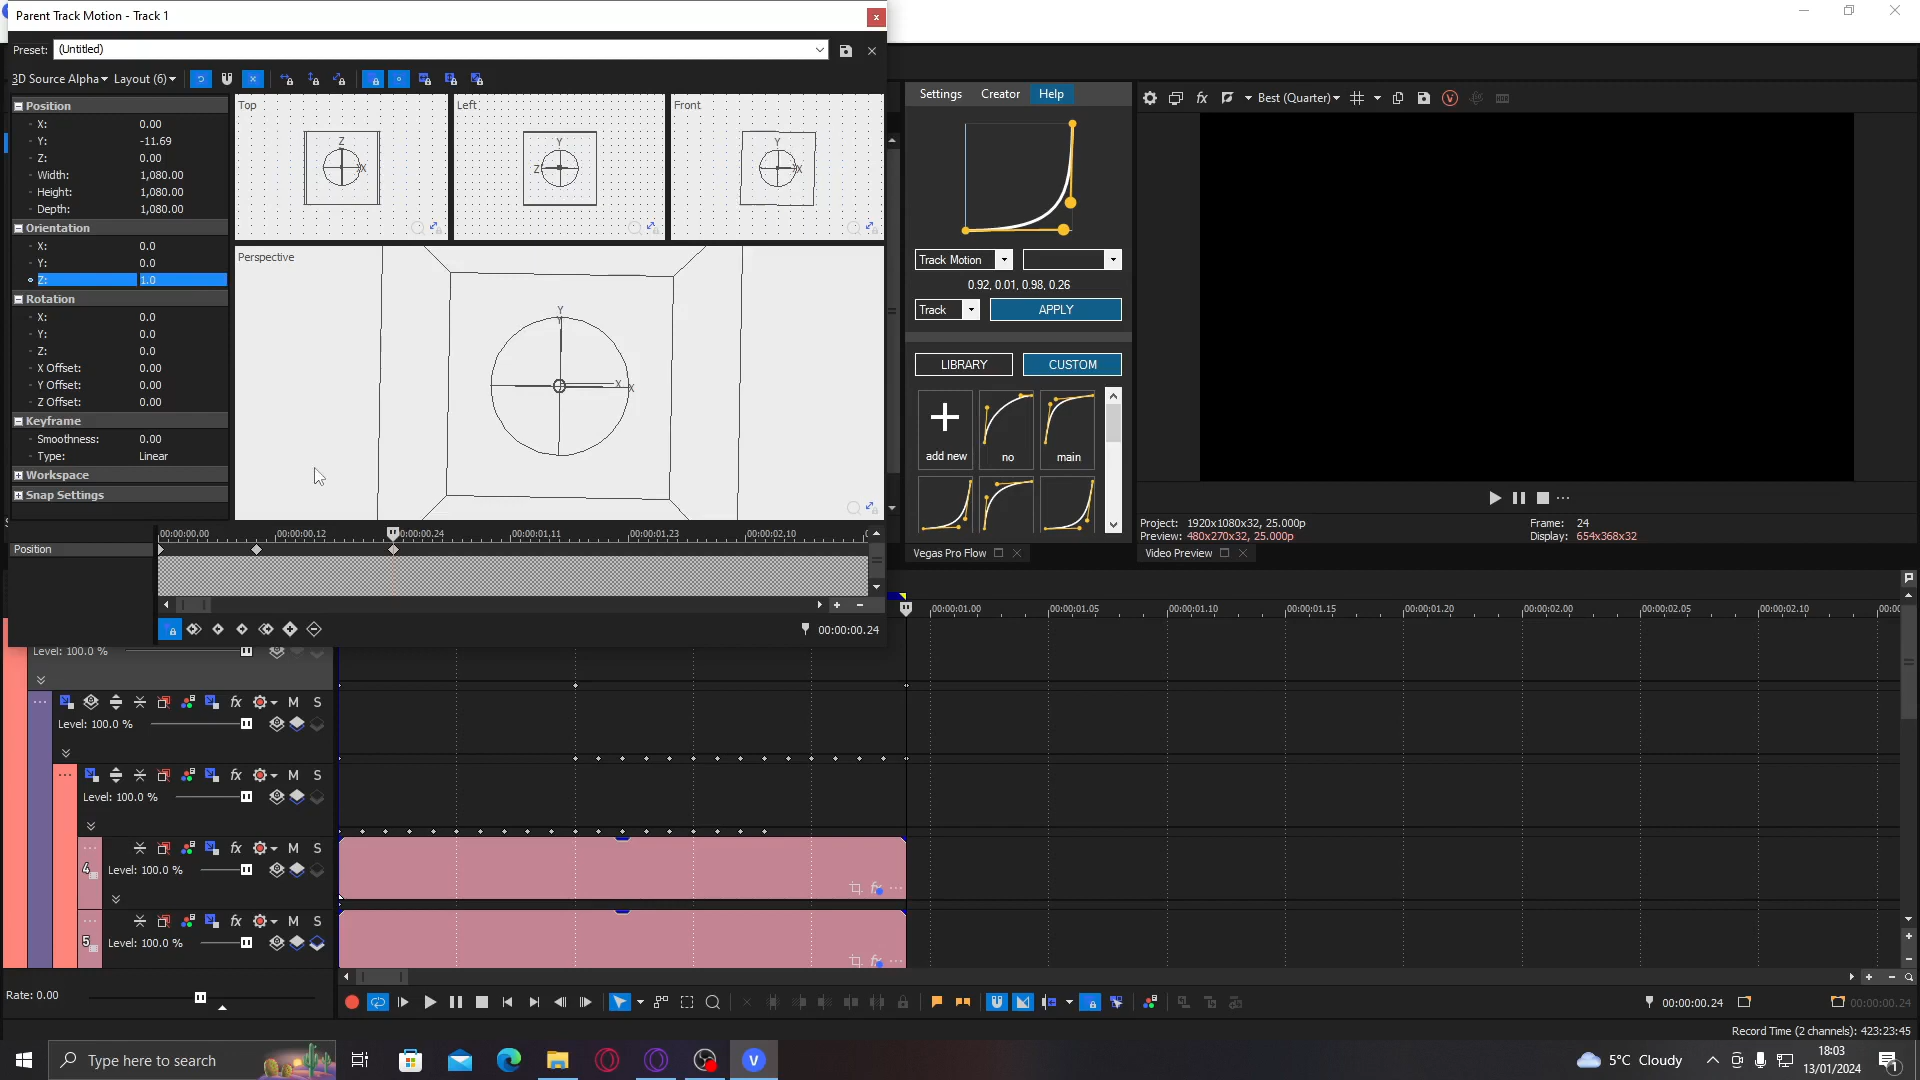 Parent Track Motion - Track 1
Preset: (Untitled)
3D Source Alpha Layout (6)
Position
X: 0.00
Y: -11.69
Z: 0.00
Width: 1,080.00
Height: 1,080.00
Depth: 1,080.00
Orientation
X: 0.0
Y: 0.0
Z: 1.0
Rotation
X: 0.0
Y: 0.0
Z: 0.0
X Offset: 0.00
Y Offset: 0.00
Z Offset: 0.00
Keyframe
Smoothness: 0.00
Type: Linear
Workspace
Snap Settings
Top
Z
X
Left
Y
Z
Front
Y
X
Perspective
Y
Y
X
X
00:00:00.00 00:00:00.12 00:00:00.24 00:00:01.11 00:00:01.23 00:00:02.10
Position
00:00:00.24
Settings Creator Help
Track Motion
0.92, 0.01, 0.98, 0.26
Track APPLY
LIBRARY CUSTOM
add new no main
Vegas Pro Flow
fx Best (Quarter)
Project: 1920x1080x32, 25.000p
Preview: 480x270x32, 25.000p
Frame: 24
Display: 654x368x32
Video Preview
00:00:01.00 00:00:01.05 00:00:01.10 00:00:01.15 00:00:01.20 00:00:02.00 00:00:02.05 00:00:02.10
Level: 100.0 %
fx M S
Level: 100.0 %
fx M S
Level: 100.0 %
4 fx M S
Level: 100.0 %
5 fx M S
Level: 100.0 %
Rate: 0.00
00:00:00.24
00:00:00.24
Record Time (2 channels): 423:23:45
Type here to search
5°C Cloudy
18:03
13/01/2024
1